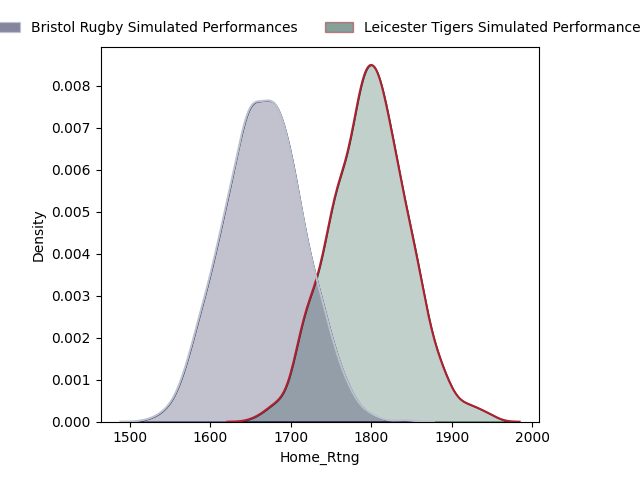 Bristol Rugby Simulated Performances
Leicester Tigers Simulated Performance
0.008
0.007
0.006
0.005
0.004
0.003
0.002
0.001
0.000
Density
1500 1600 1700 1800 1900 2000
Home_Rtng